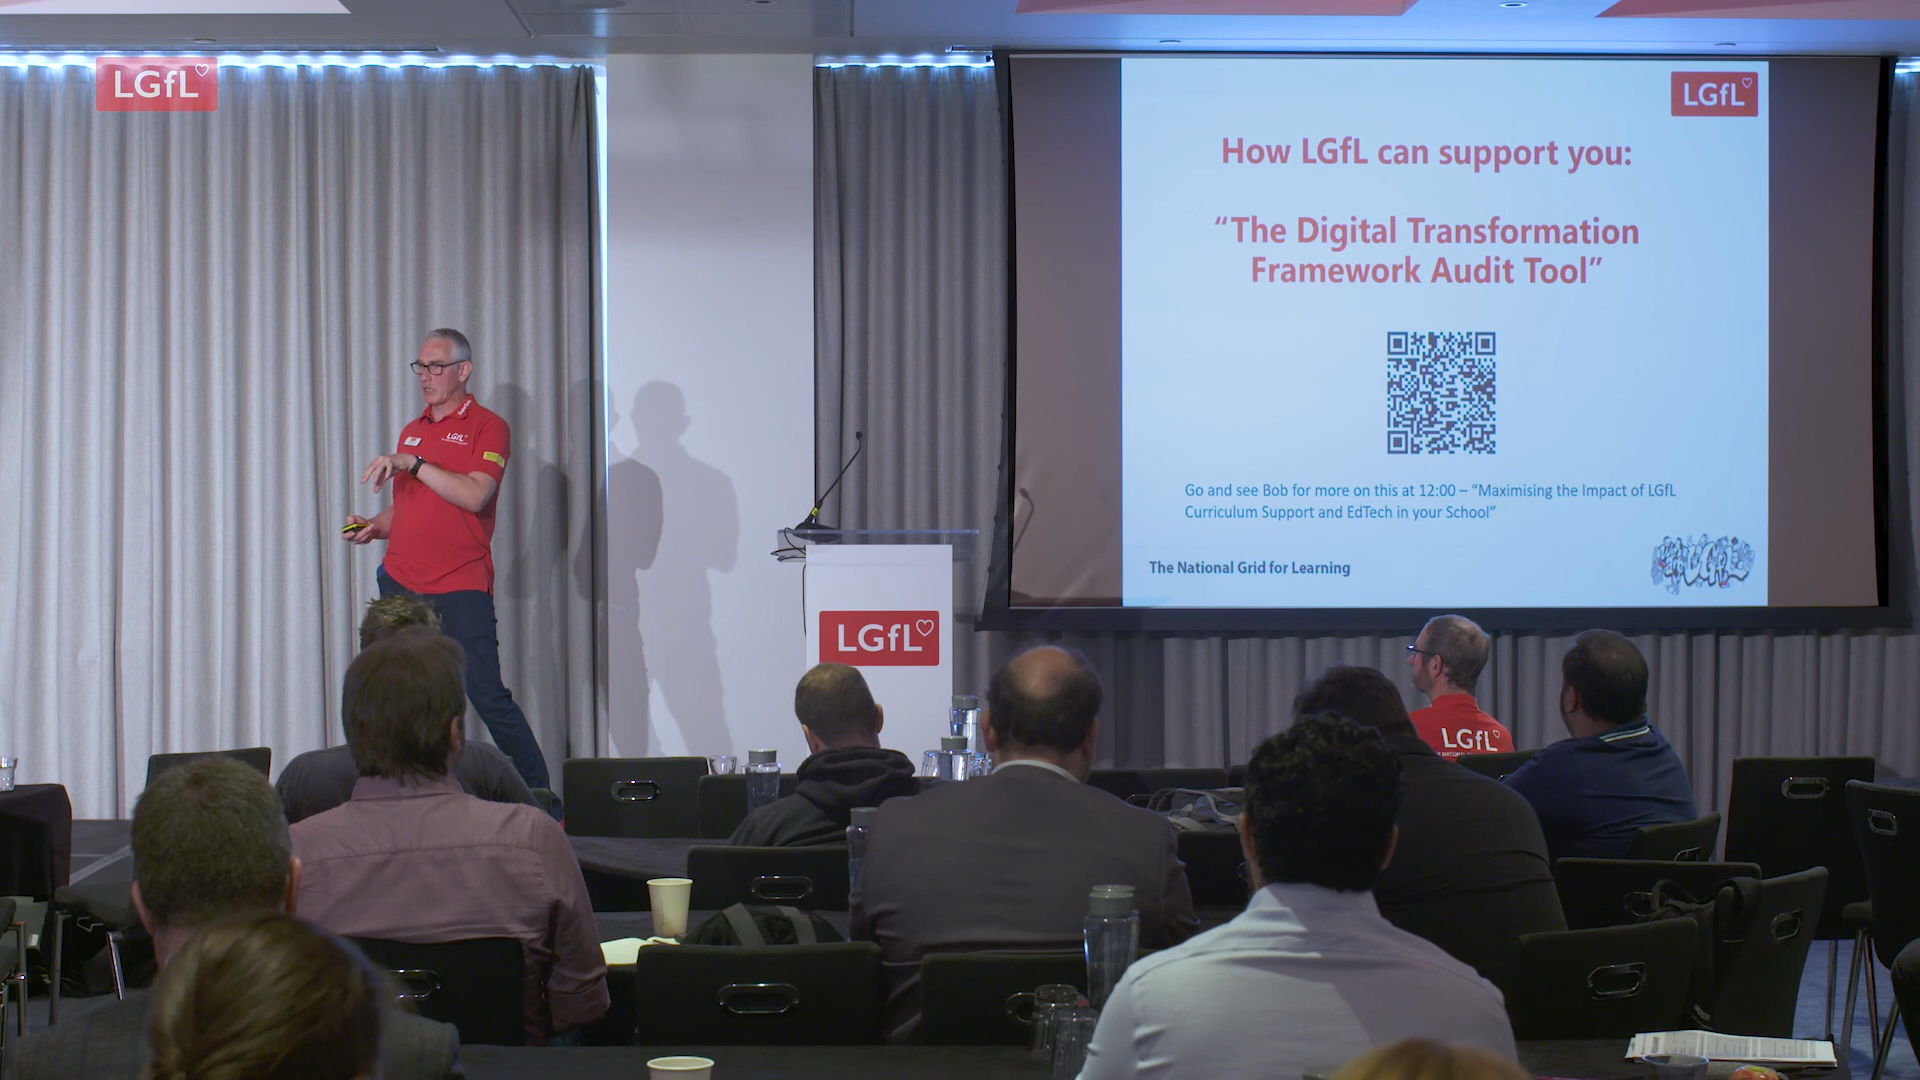 LGfL
LGfL
How LGfL can support you:
“The Digital Transformation
Framework Audit Tool”
Go and see Bob for more on this at 12:00 – “Maximising the Impact of LGfL
Curriculum Support and EdTech in your School”
The National Grid for Learning
LGfL
LGfL
LGfL